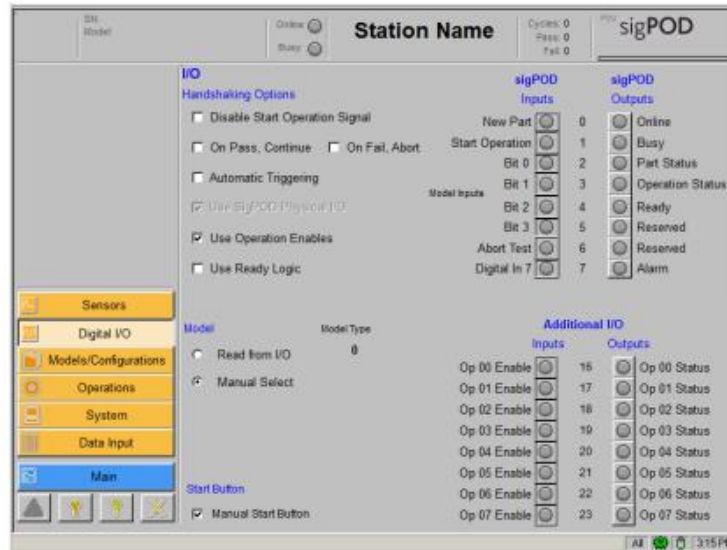 SN:
Model:
Online
Busy
Station Name
Cycles: 0
Pass: 0
Fail: 0
sigPOD
I/O
Handshaking Options
Disable Start Operation Signal
On Pass, Continue On Fail, Abort
Automatic Triggering
Use SigPOD Physical I/O
Use Operation Enables
Use Ready Logic
sigPOD sigPOD
Inputs Outputs
New Part 0 Online
Start Operation 1 Busy
Bit 0 2 Part Status
Model Inputs
Bit 1 3 Operation Status
Bit 2 4 Ready
Bit 3 5 Reserved
Abort Test 6 Reserved
Digital In 7 7 Alarm
Sensors
Digital I/O
Models/Configurations
Operations
System
Data Input
Main
Model Model Type
Read from I/O 0
Manual Select
Start Button
Manual Start Button
Additional I/O
Inputs Outputs
Op 00 Enable 16 Op 00 Status
Op 01 Enable 17 Op 01 Status
Op 02 Enable 18 Op 02 Status
Op 03 Enable 19 Op 03 Status
Op 04 Enable 20 Op 04 Status
Op 05 Enable 21 Op 05 Status
Op 06 Enable 22 Op 06 Status
Op 07 Enable 23 Op 07 Status
All 3:15 P